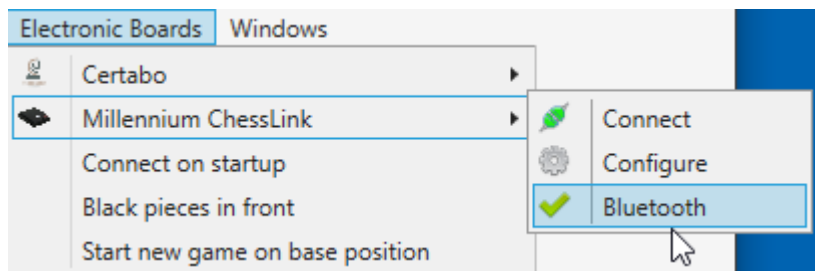 Electronic Boards Windows
Certabo
Millennium ChessLink
Connect
Connect on startup
Configure
Black pieces in front
Bluetooth
Start new game on base position